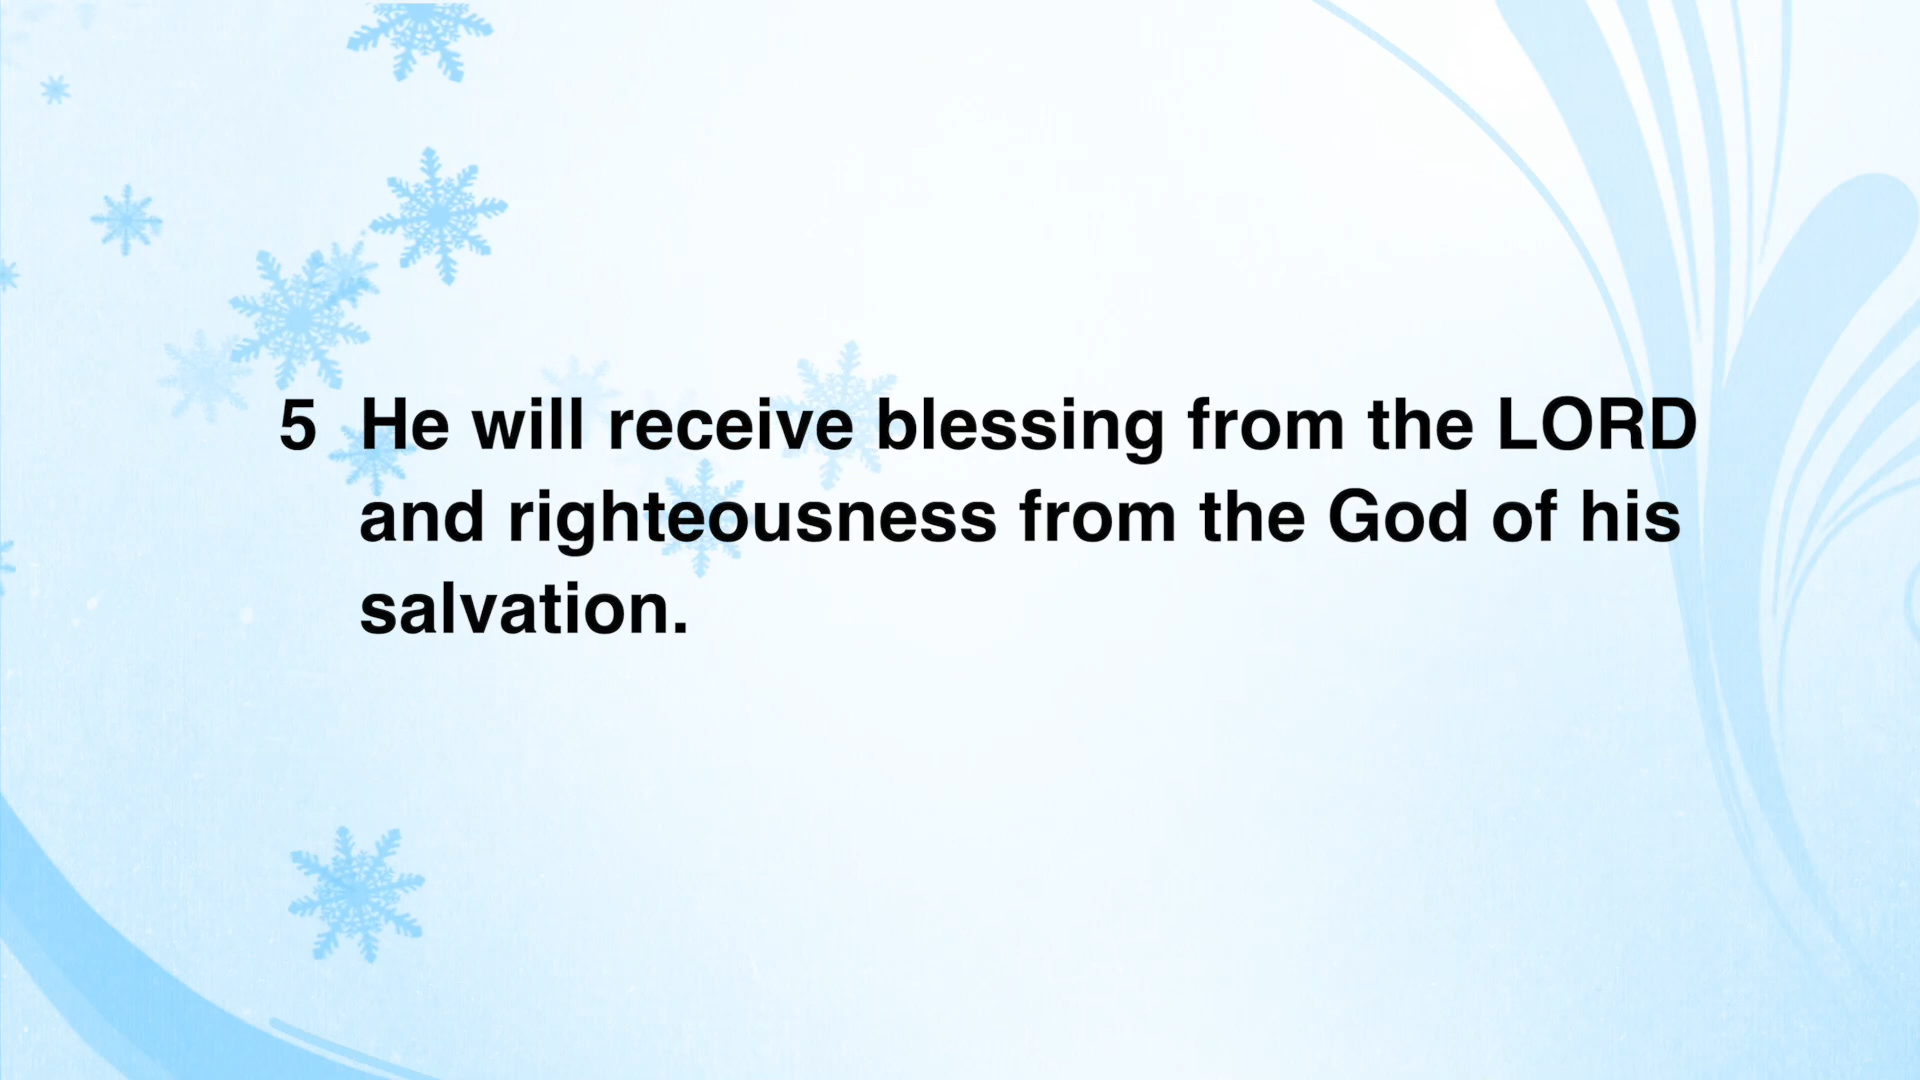 5 He will receive blessing from the LORD
and righteousness from the God of his
salvation.